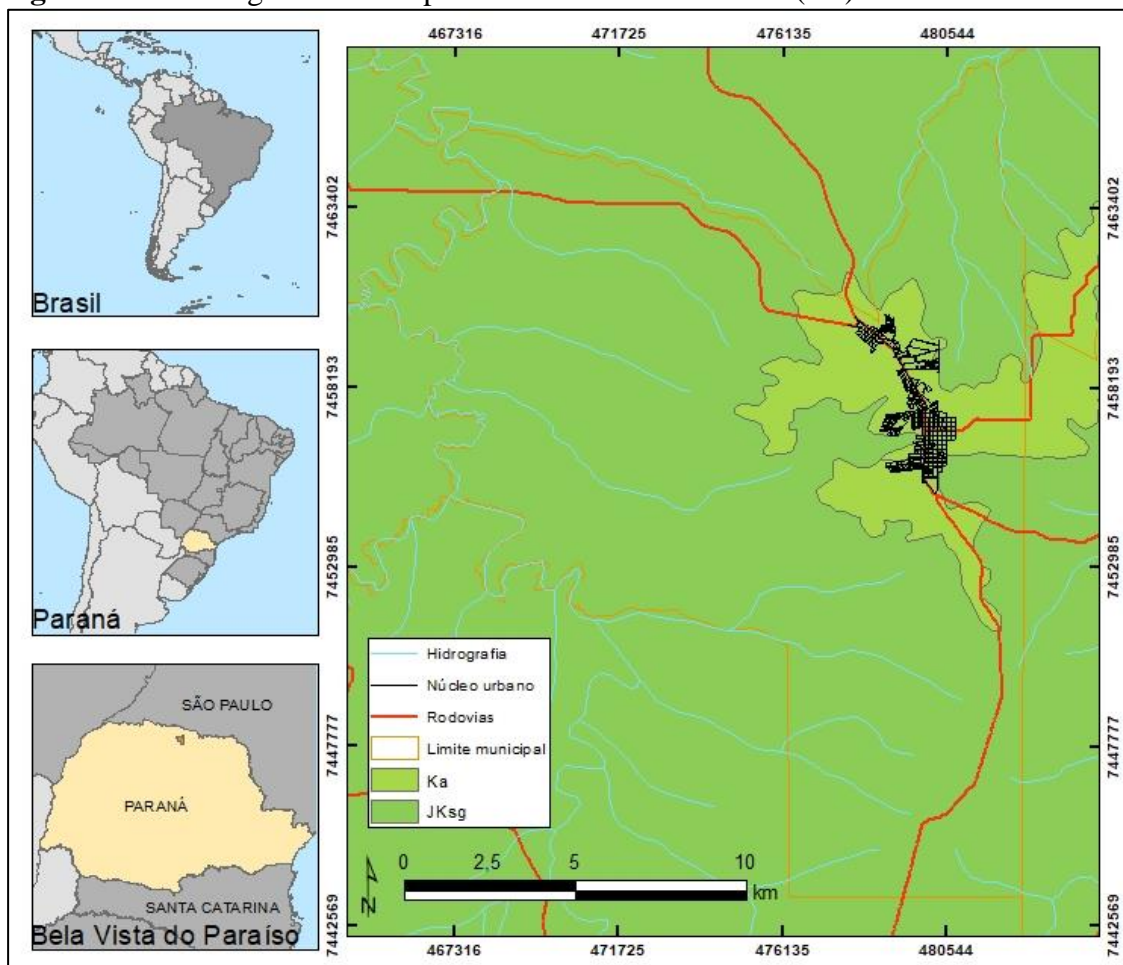 Brasil
Paraná
SÃO PAULO
PARANÁ
SANTA CATARINA
Bela Vista do Paraíso
467316 471725 476135 480544
7463402 7463402
7458193 7458193
7452985 7452985
7447777 7447777
7442569 7442569
Hidrografia
Núcleo urbano
Rodovias
Limite municipal
Ka
JKsg
0 2,5 5 10
km
N
467316 471725 476135 480544